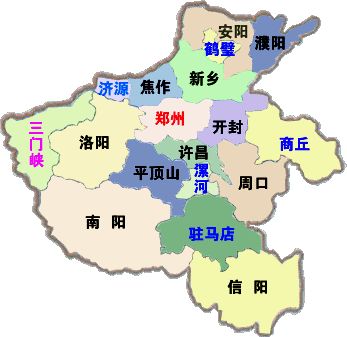 安阳
鹤壁
濮阳
新乡
济源
焦作
三门峡
洛阳
郑州
开封
商丘
许昌
平顶山
漯河
周口
南 阳
驻马店
信 阳